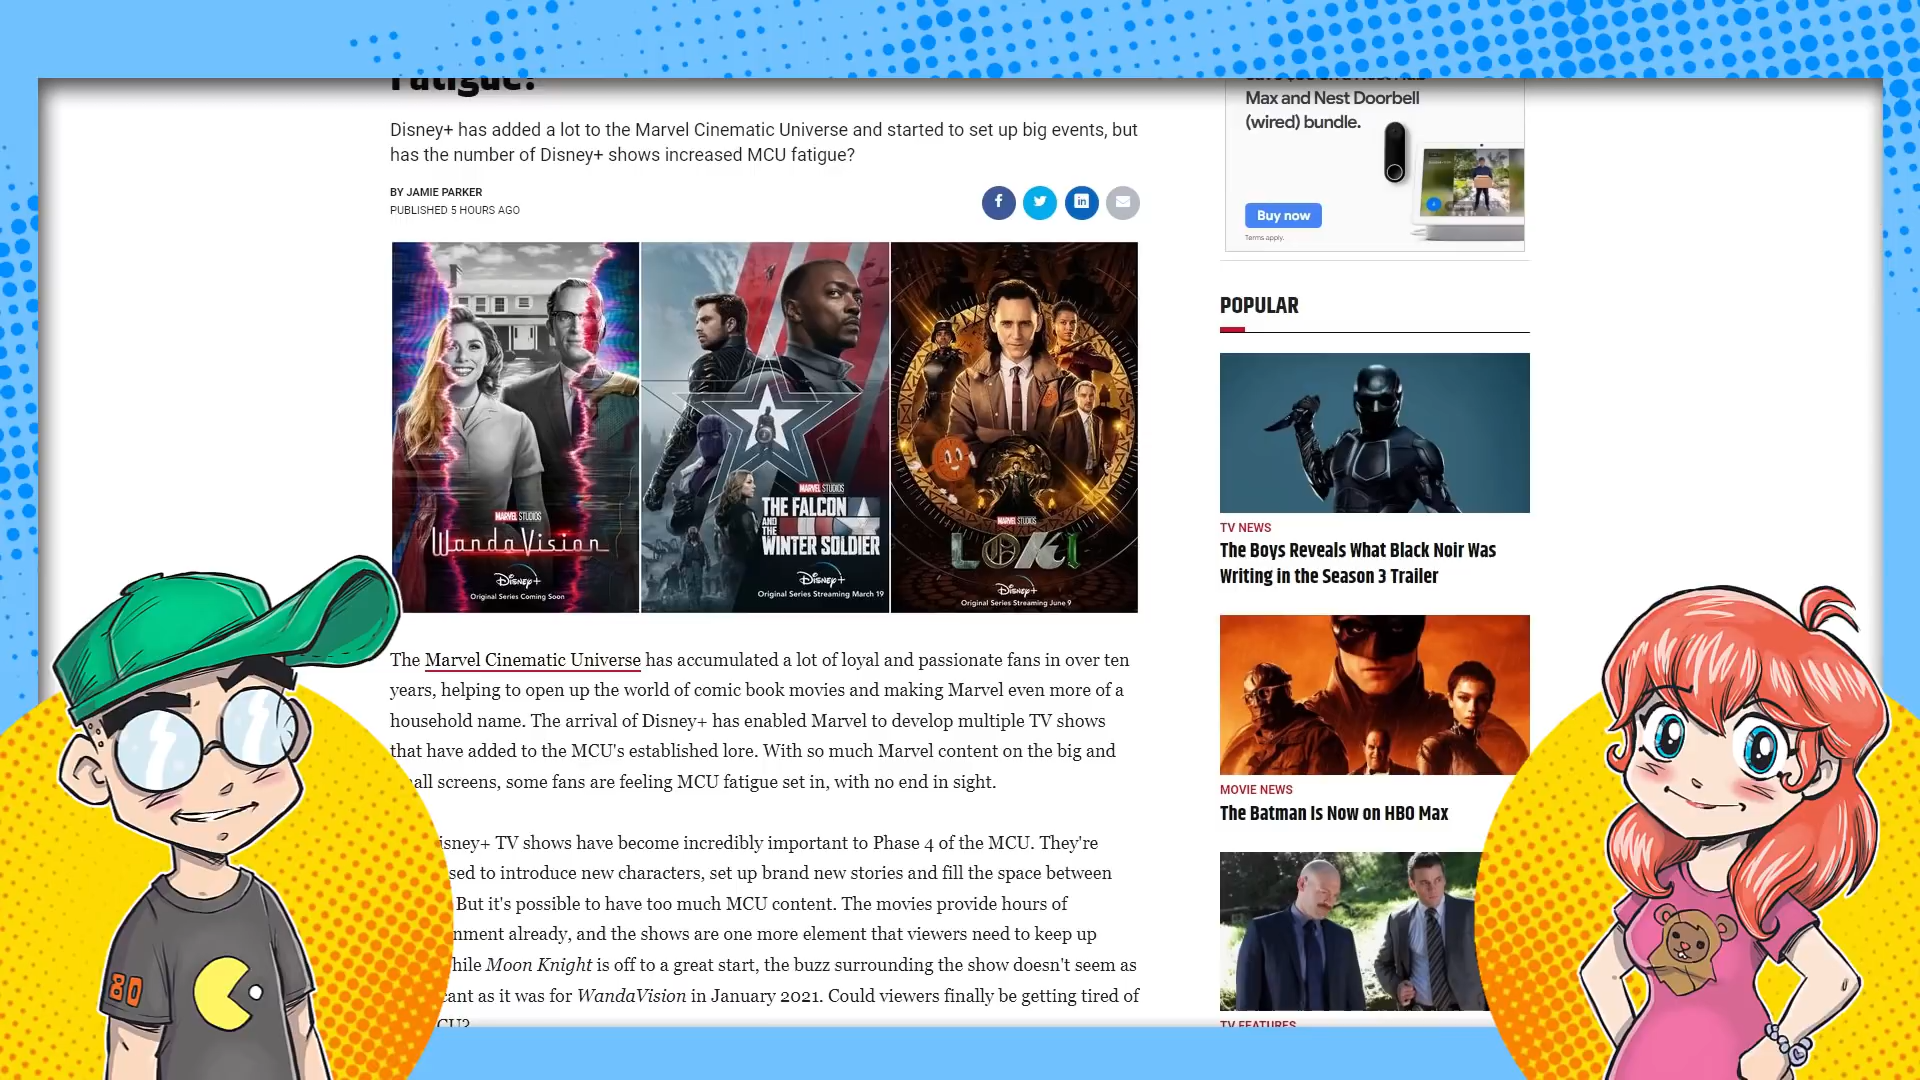 Fatigue?
Disney+ has added a lot to the Marvel Cinematic Universe and started to set up big events, but
has the number of Disney+ shows increased MCU fatigue?
BY JAMIE PARKER
PUBLISHED 5 HOURS AGO
MARVEL STUDIOS
WandaVision
Disney+
Original Series Coming Soon
MARVEL STUDIOS
THE FALCON
AND THE
WINTER SOLDIER
Disney+
Original Series Streaming March 19
MARVEL STUDIOS
LOKI
Disney+
Original Series Streaming June 9
The Marvel Cinematic Universe has accumulated a lot of loyal and passionate fans in over ten
years, helping to open up the world of comic book movies and making Marvel even more of a
household name. The arrival of Disney+ has enabled Marvel to develop multiple TV shows
that have added to the MCU's established lore. With so much Marvel content on the big and
all screens, some fans are feeling MCU fatigue set in, with no end in sight.
isney+ TV shows have become incredibly important to Phase 4 of the MCU. They're
sed to introduce new characters, set up brand new stories and fill the space between
But it's possible to have too much MCU content. The movies provide hours of
nment already, and the shows are one more element that viewers need to keep up
hile Moon Knight is off to a great start, the buzz surrounding the show doesn't seem as
cant as it was for WandaVision in January 2021. Could viewers finally be getting tired of
CU?
Max and Nest Doorbell
(wired) bundle.
Buy now
Terms apply.
POPULAR
TV NEWS
The Boys Reveals What Black Noir Was
Writing in the Season 3 Trailer
MOVIE NEWS
The Batman Is Now on HBO Max
TV FEATURES
80